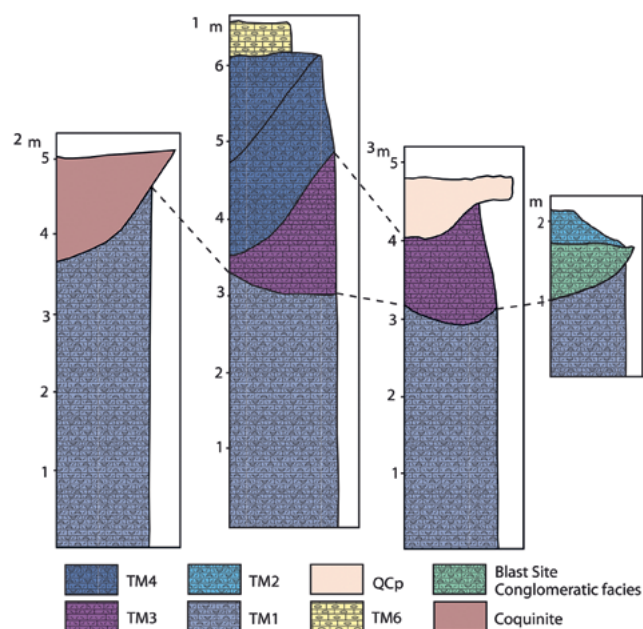 2 m
5
4
3
2
1
1 m
6
5
4
3
2
1
3 m
5
4
3
2
1
m
2
1
TM4
TM2
QCp
Blast Site
Conglomeratic facies
TM3
TM1
TM6
Coquinite